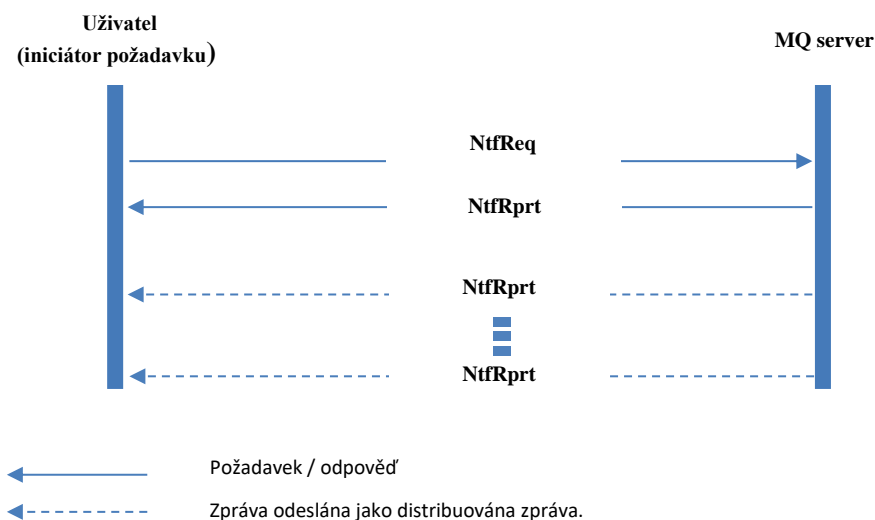 Uživatel
(iniciátor požadavku)
MQ server
NtfReq
NtfRprt
NtfRprt
NtfRprt
Požadavek / odpověď
Zpráva odeslána jako distribuována zpráva.